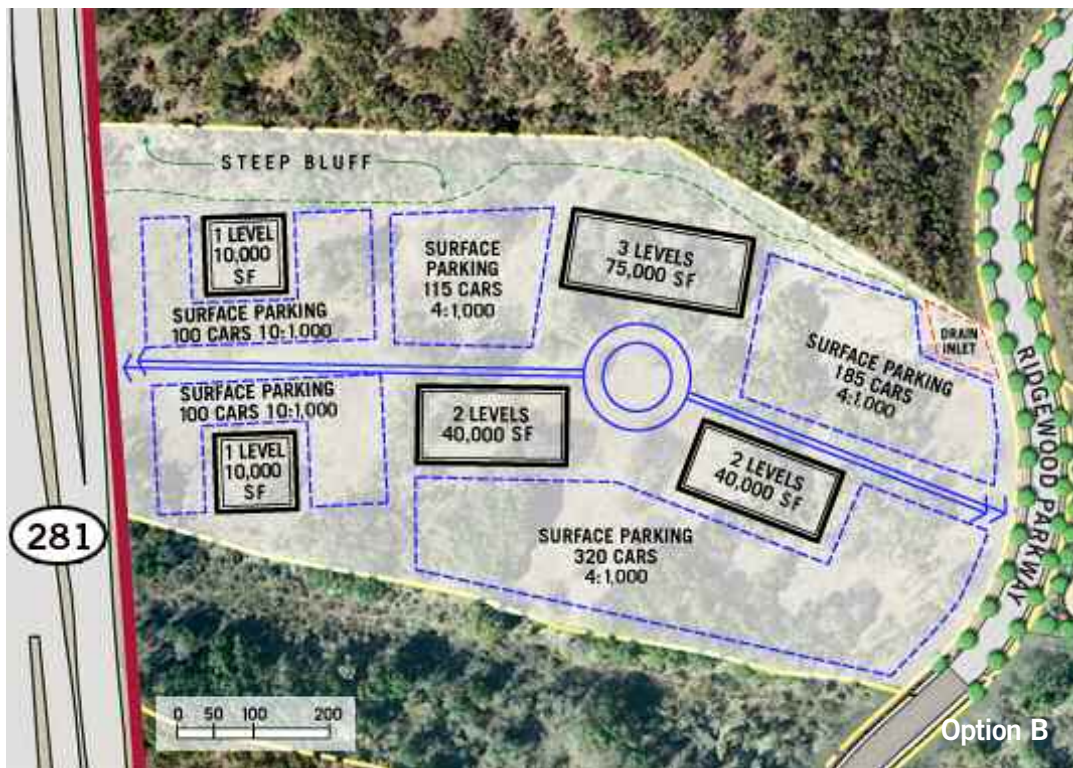 STEEP BLUFF
1 LEVEL
10,000
SF
SURFACE PARKING
100 CARS 10:1,000
SURFACE
PARKING
115 CARS
4:1,000
3 LEVELS
75,000 SF
SURFACE PARKING
185 CARS
4:1,000
DRAIN
INLET
RIDGEWOOD PARKWAY
SURFACE PARKING
100 CARS 10:1,000
1 LEVEL
10,000
SF
2 LEVELS
40,000 SF
2 LEVELS
40,000 SF
SURFACE PARKING
320 CARS
4:1,000
281
0 50 100 200
Option B